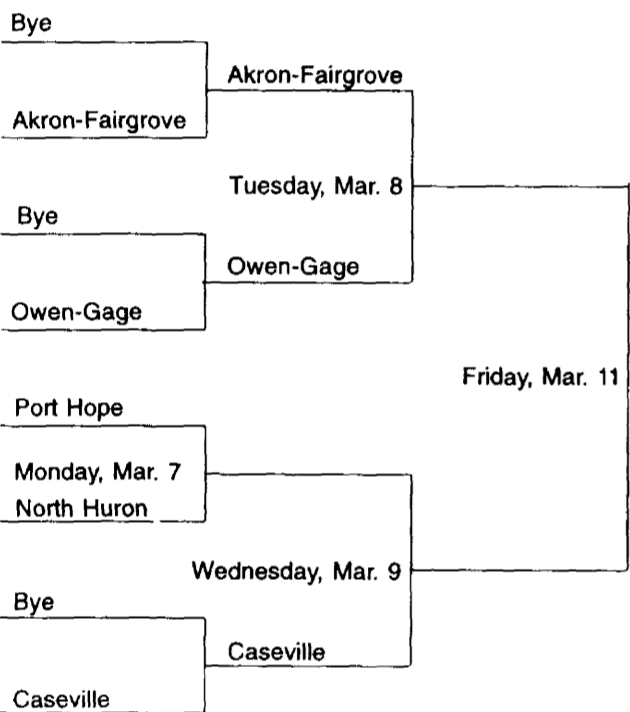 Bye
Akron-Fairgrove
Akron-Fairgrove
Tuesday, Mar. 8
Bye
Owen-Gage
Owen-Gage
Friday, Mar. 11
Port Hope
Monday, Mar. 7
North Huron
Wednesday, Mar. 9
Bye
Caseville
Caseville